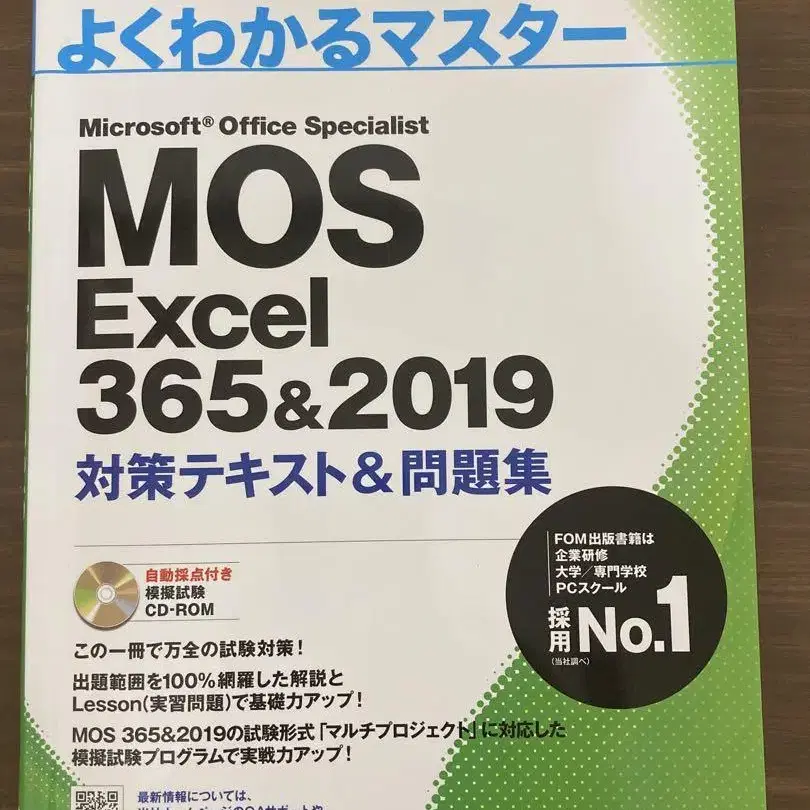 よくわかるマスター
Microsoft® Office Specialist
MOS
Excel
365&2019
対策テキスト&問題集
FOM出版書籍は
企業研修
大学/専門学校
PCスクール
採用 No.1
(当社調べ)
自動採点付き
模擬試験
CD-ROM
この一冊で万全の試験対策!
出題範囲を100%網羅した解説と
Lesson(実習問題)で基礎力アップ!
MOS 365&2019の試験形式「マルチプロジェクト」に対応した
模擬試験プログラムで実戦力アップ!
最新情報については、